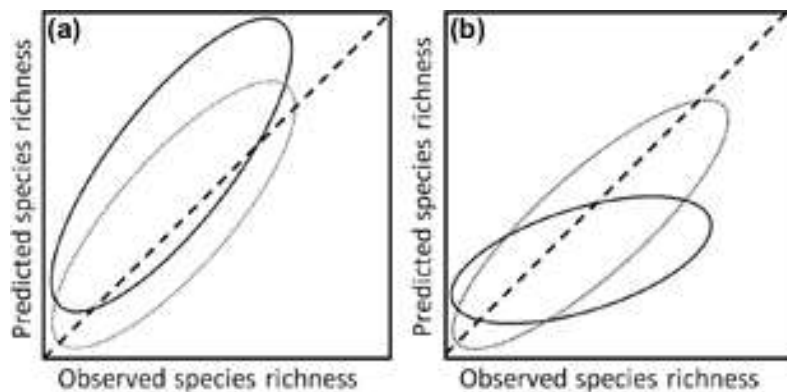 (a)
Predicted species richness
Observed species richness
(b)
Predicted species richness
Observed species richness